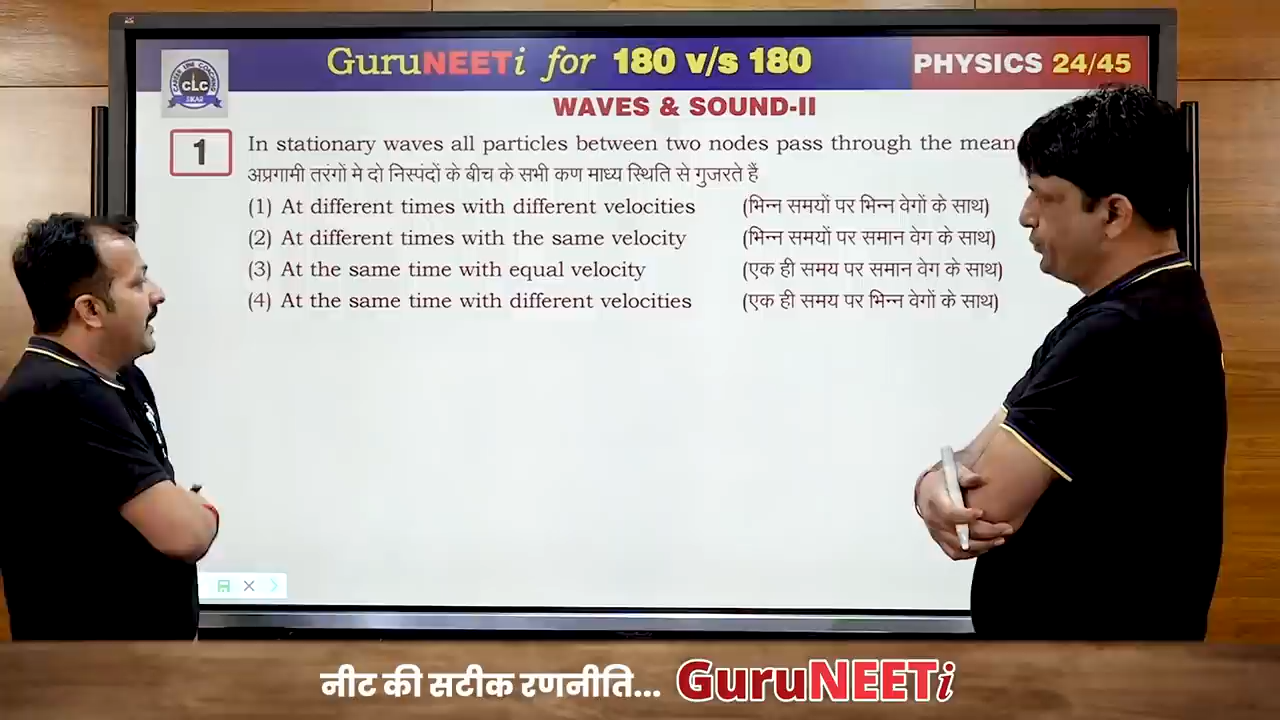 GuruNEETi for 180 v/s 180
PHYSICS 24/45
CLC
WAVES & SOUND-II
1
In stationary waves all particles between two nodes pass through the mean
अप्रगामी तरंगों मे दो निस्पंदों के बीच के सभी कण माध्य स्थिति से गुजरते हैं
(1) At different times with different velocities (भिन्न समयों पर भिन्न वेगों के साथ)
(2) At different times with the same velocity (भिन्न समयों पर समान वेग के साथ)
(3) At the same time with equal velocity (एक ही समय पर समान वेग के साथ)
(4) At the same time with different velocities (एक ही समय पर भिन्न वेगों के साथ)
नीट की सटीक रणनीति... GuruNEETi